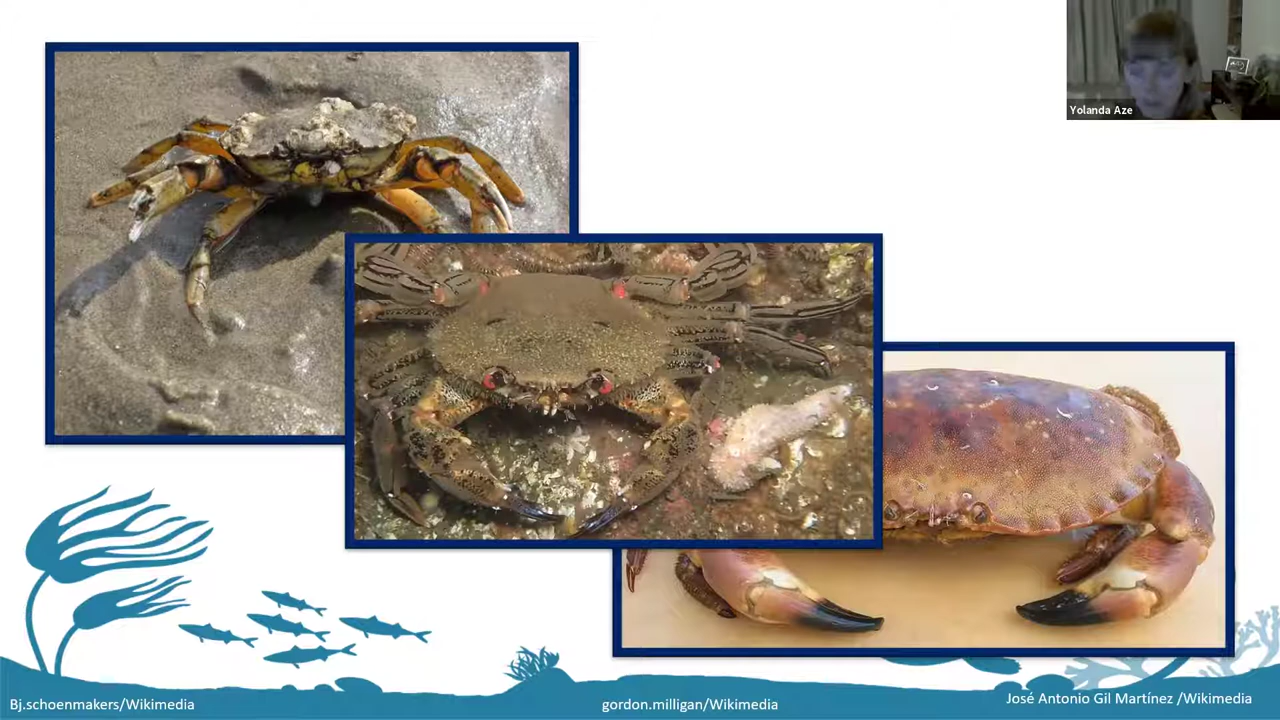 Yolanda Aze
Bj.schoenmakers/Wikimedia
gordon.milligan/Wikimedia
José Antonio Gil Martínez /Wikimedia